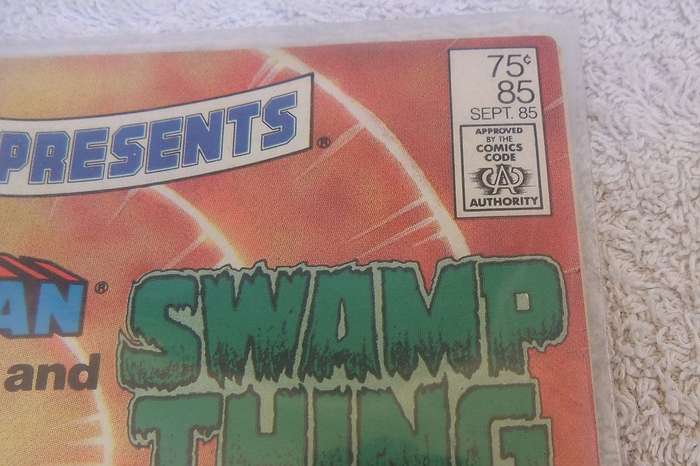 PRESENTS®
75¢
85
SEPT. 85
APPROVED
BY THE
COMICS
CODE
CA
AUTHORITY
AN®
and
SWAMP
THING